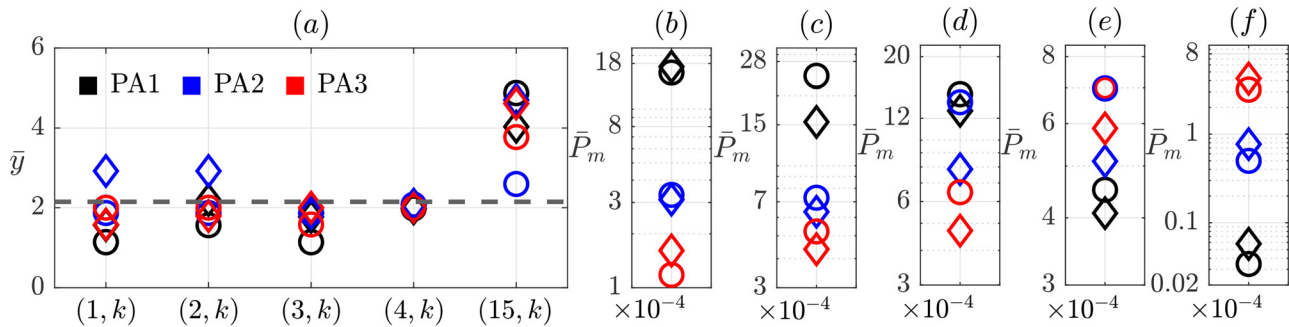 (a)
6
4
2
0
ȳ
PA1 PA2 PA3
(1, k) (2, k) (3, k) (4, k) (15, k)
(b)
18
8
3
1
P̄m
×10⁻⁴
(c)
28
15
7
3
P̄m
×10⁻⁴
(d)
20
12
6
3
P̄m
×10⁻⁴
(e)
8
6
4
3
P̄m
×10⁻⁴
(f)
8
1
0.1
0.02
P̄m
×10⁻⁴